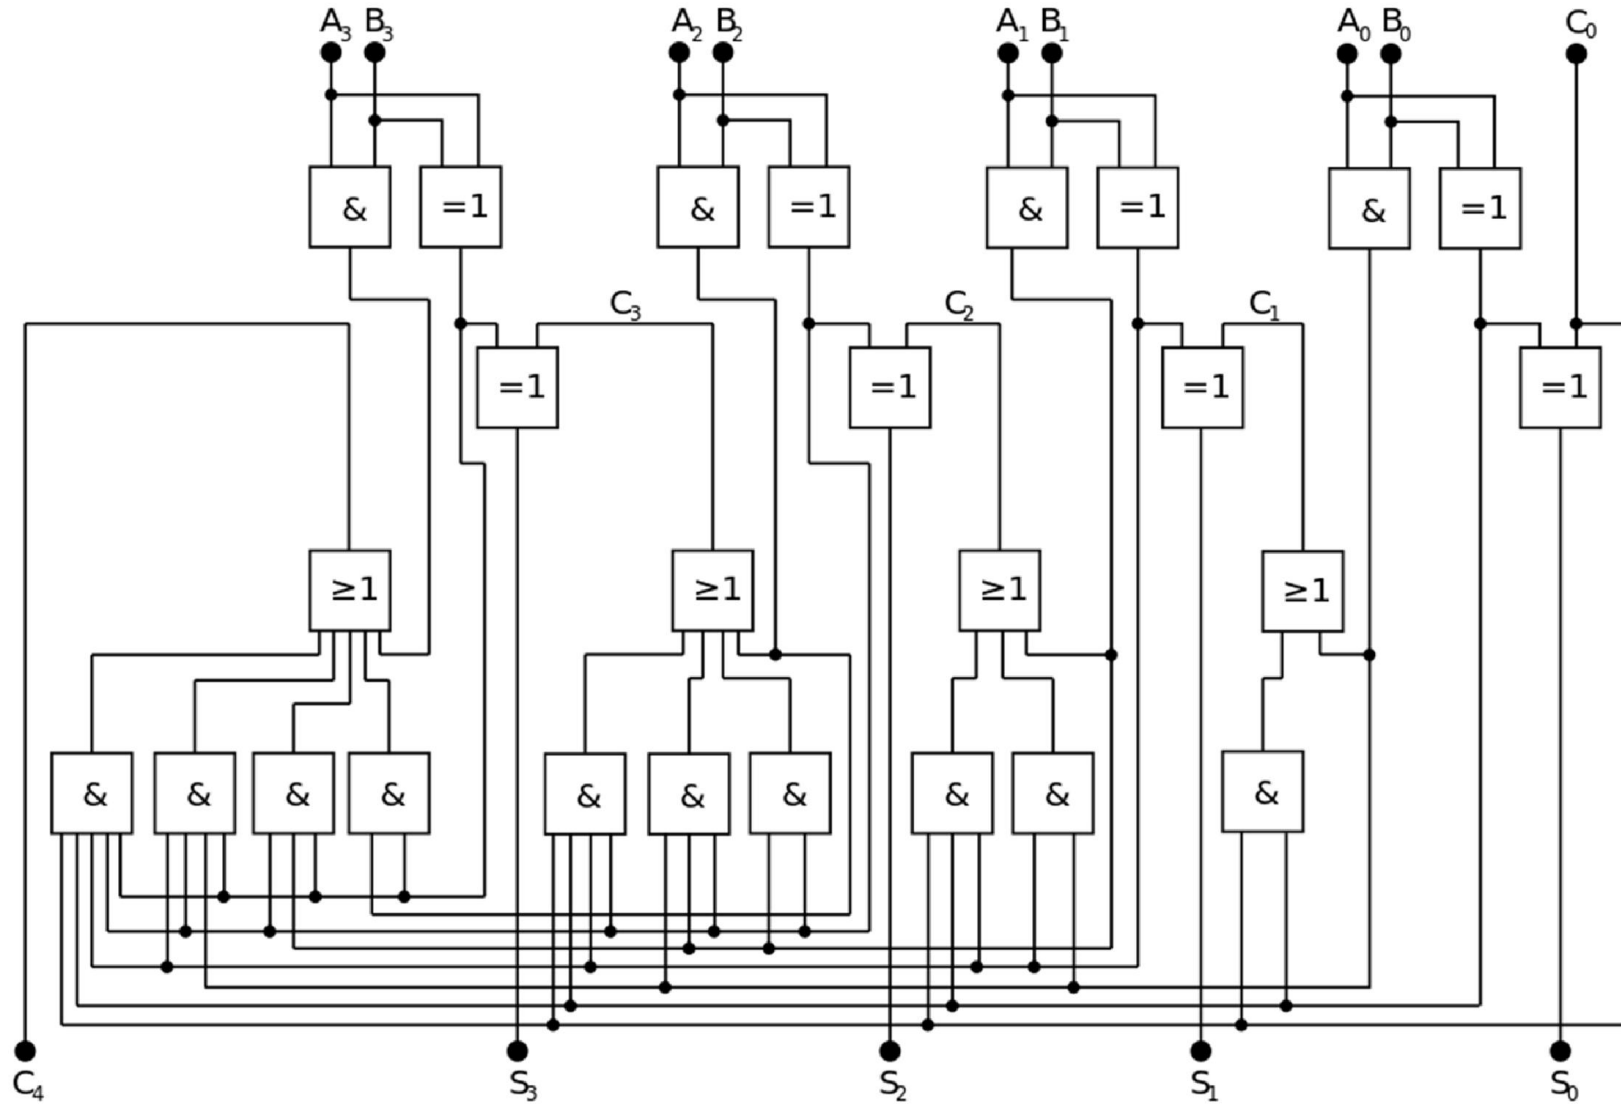 A₃ B₃ A₂ B₂ A₁ B₁ A₀ B₀ C₀
& =1 & =1 & =1 & =1
C₃ C₂ C₁
=1 =1 =1 =1
≥1 ≥1 ≥1 ≥1
& & & & & & & & & &
C₄ S₃ S₂ S₁ S₀